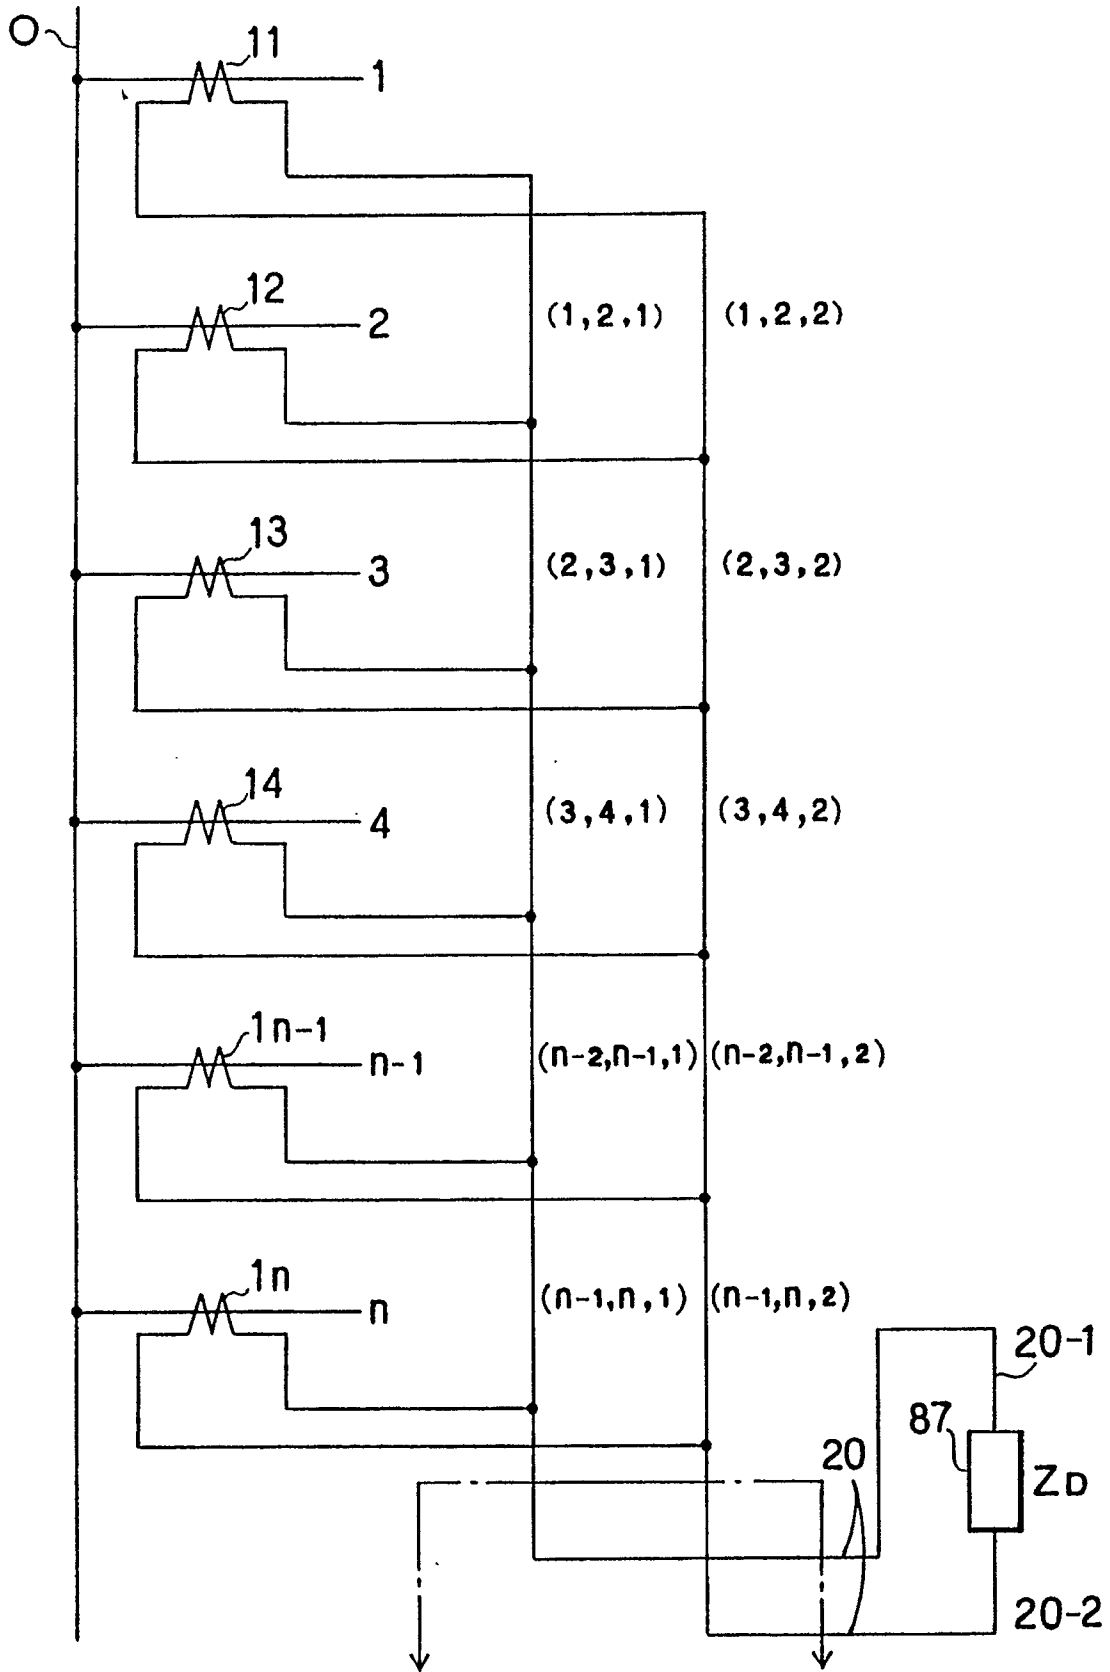 O
11
1
12
2
(1,2,1)
(1,2,2)
13
3
(2,3,1)
(2,3,2)
14
4
(3,4,1)
(3,4,2)
1n-1
n-1
(n-2,n-1,1)
(n-2,n-1,2)
1n
n
(n-1,n,1)
(n-1,n,2)
20-1
87
20
ZD
20-2